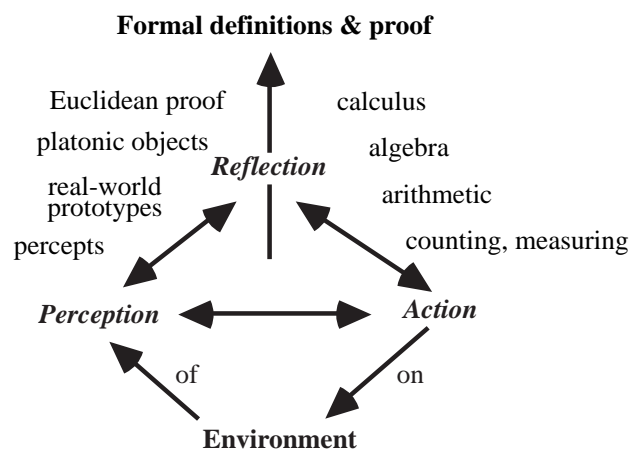 Formal definitions & proof
Euclidean proof
calculus
platonic objects
algebra
Reflection
real-world
prototypes
arithmetic
percepts
counting, measuring
Perception
Action
of
on
Environment